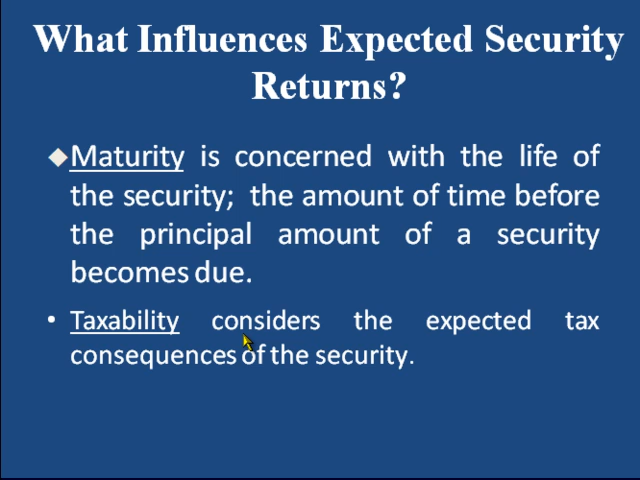 What Influences Expected Security
Returns?
◆Maturity is concerned with the life of
the security; the amount of time before
the principal amount of a security
becomes due.
• Taxability considers the expected tax
consequences of the security.